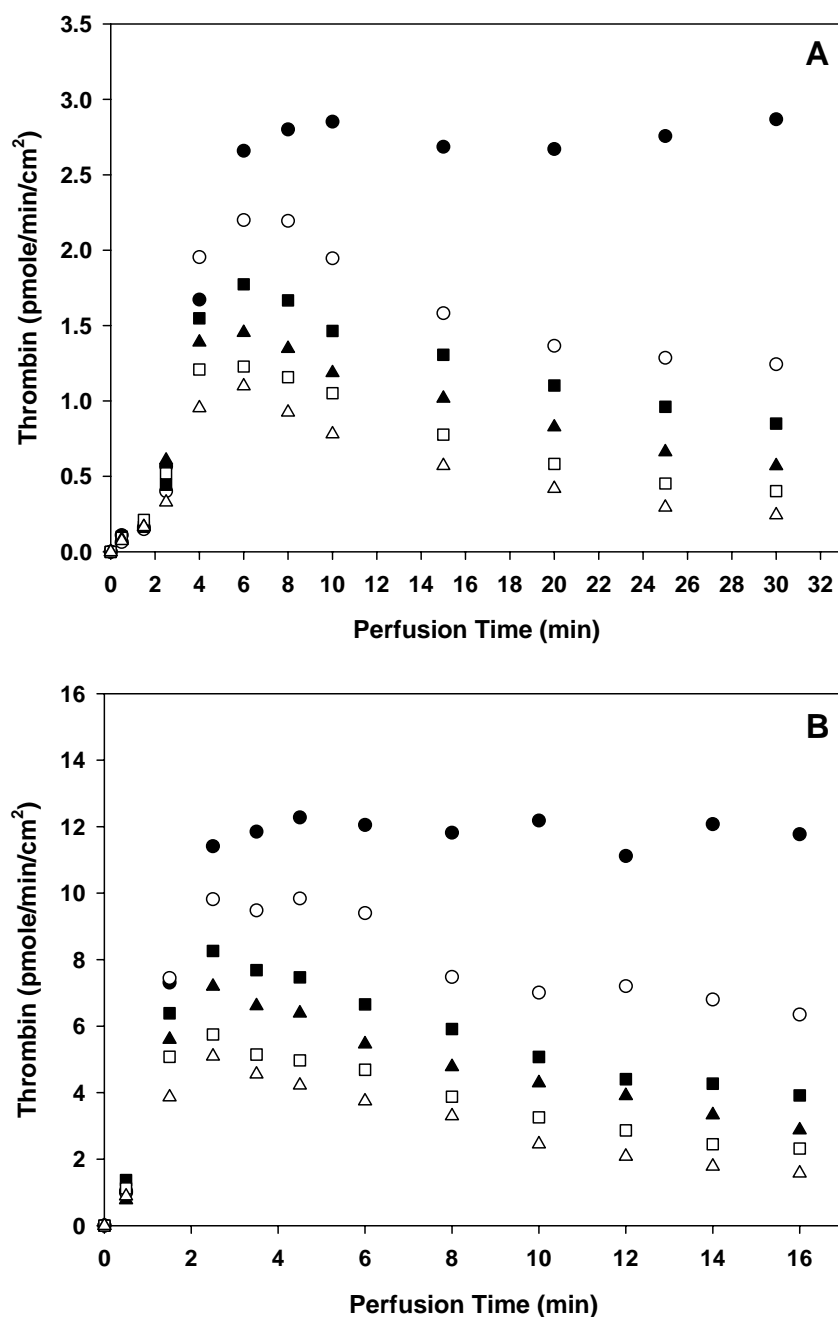 A
3.5
3.0
2.5
2.0
1.5
1.0
0.5
0.0
Thrombin (pmole/min/cm²)
0 2 4 6 8 10 12 14 16 18 20 22 24 26 28 30 32
Perfusion Time (min)
B
16
14
12
10
8
6
4
2
0
Thrombin (pmole/min/cm²)
0 2 4 6 8 10 12 14 16
Perfusion Time (min)